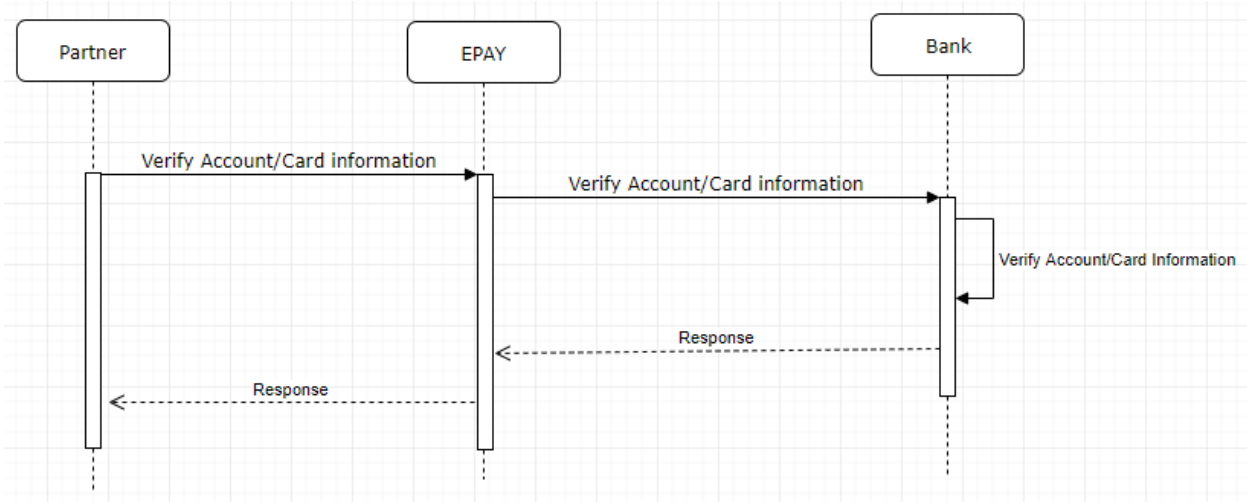 Partner
EPAY
Bank
Verify Account/Card information
Verify Account/Card information
Verify Account/Card Information
Response
Response